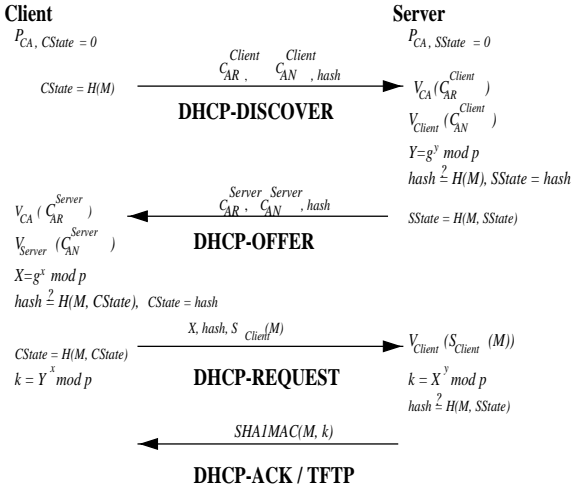 Client Server
P_CA, CState = 0 P_CA, SState = 0
C_AR^Client, C_AN^Client, hash
CState = H(M) V_CA (C_AR^Client)
DHCP-DISCOVER
V_Client (C_AN^Client)
Y=g^y mod p
hash ≟ H(M), SState = hash
C_AR^Server, C_AN^Server, hash
V_CA (C_AR^Server) SState = H(M, SState)
V_Server (C_AN^Server) DHCP-OFFER
X=g^x mod p
hash ≟ H(M, CState), CState = hash
X, hash, S_Client(M)
CState = H(M, CState) V_Client (S_Client (M))
k = Y^x mod p DHCP-REQUEST k = X^y mod p
hash ≟ H(M, SState)
SHA1MAC(M, k)
DHCP-ACK / TFTP